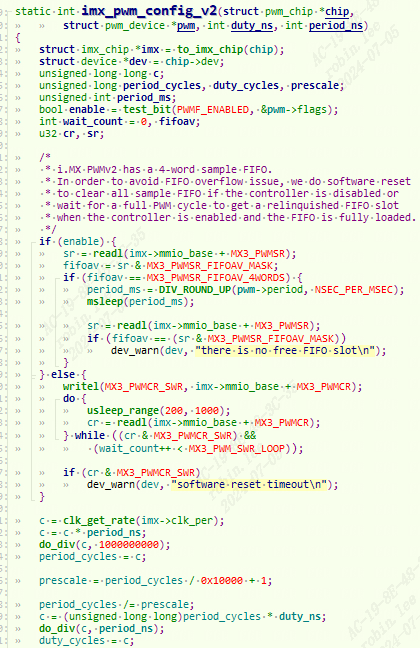 static int imx_pwm_config_v2(struct pwm_chip *chip,
struct pwm_device *pwm, int duty_ns, int period_ns)
{
struct imx_chip *imx = to_imx_chip(chip);
struct device *dev = chip->dev;
unsigned long long c;
unsigned long period_cycles, duty_cycles, prescale;
unsigned int period_ms;
bool enable = test_bit(PWMF_ENABLED, &pwm->flags);
int wait_count = 0, fifoav;
u32 cr, sr;
/*
* i.MX PWMv2 has a 4-word sample FIFO.
* In order to avoid FIFO overflow issue, we do software reset
* to clear all sample FIFO if the controller is disabled or
* wait for a full PWM cycle to get a relinquished FIFO slot
* when the controller is enabled and the FIFO is fully loaded.
*/
if (enable) {
sr = readl(imx->mmio_base + MX3_PWMSR);
fifoav = sr & MX3_PWMSR_FIFOAV_MASK;
if (fifoav == MX3_PWMSR_FIFOAV_4WORDS) {
period_ms = DIV_ROUND_UP(pwm->period, NSEC_PER_MSEC);
msleep(period_ms);
sr = readl(imx->mmio_base + MX3_PWMSR);
if (fifoav == (sr & MX3_PWMSR_FIFOAV_MASK))
dev_warn(dev, "there is no free FIFO slot\n");
}
} else {
writel(MX3_PWMCR_SWR, imx->mmio_base + MX3_PWMCR);
do {
usleep_range(200, 1000);
cr = readl(imx->mmio_base + MX3_PWMCR);
} while ((cr & MX3_PWMCR_SWR) &&
(wait_count++ < MX3_PWM_SWR_LOOP));
if (cr & MX3_PWMCR_SWR)
dev_warn(dev, "software reset timeout\n");
}
c = clk_get_rate(imx->clk_per);
c = c * period_ns;
do_div(c, 1000000000);
period_cycles = c;
prescale = period_cycles / 0x10000 + 1;
period_cycles /= prescale;
c = (unsigned long long)period_cycles * duty_ns;
do_div(c, period_ns);
duty_cycles = c;